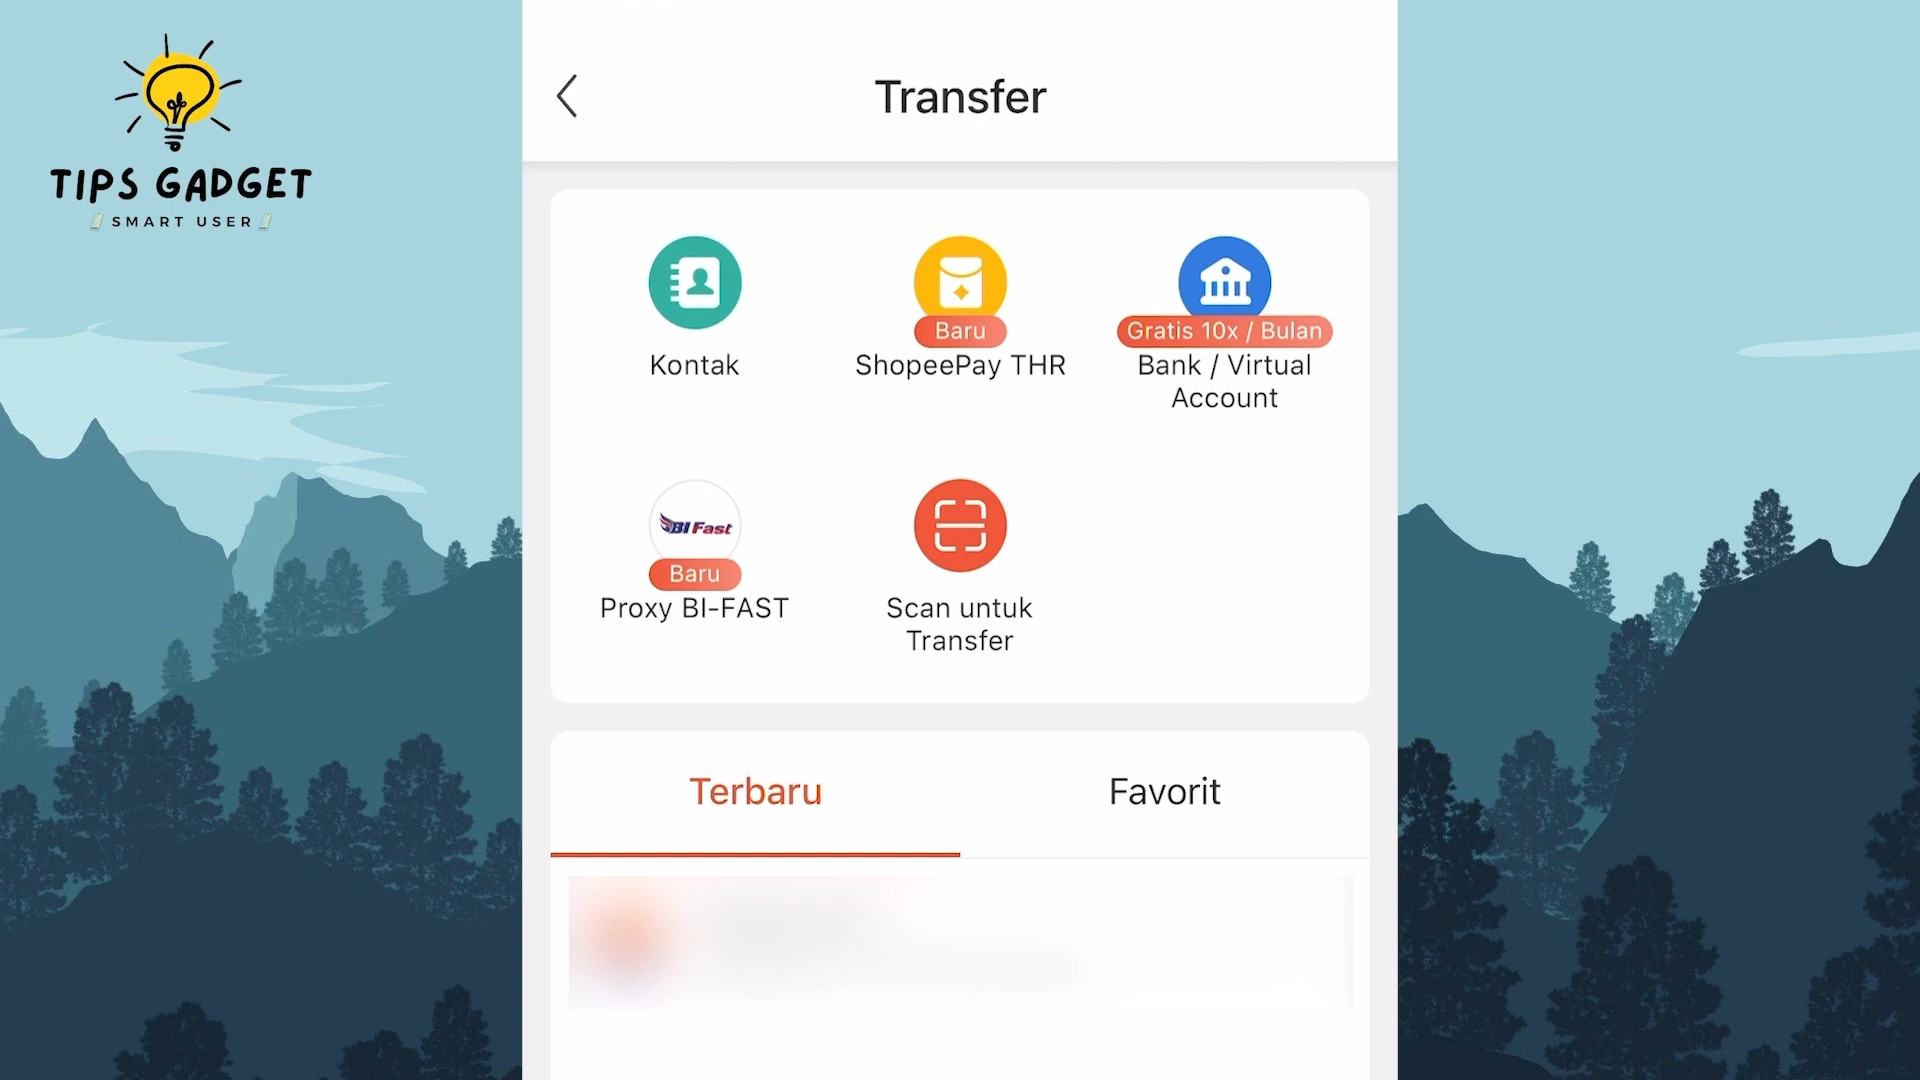 TIPS GADGET
SMART USER
Transfer
Kontak
Baru
ShopeePay THR
Gratis 10x / Bulan
Bank / Virtual
Account
BI Fast
Baru
Proxy BI-FAST
Scan untuk
Transfer
Terbaru
Favorit